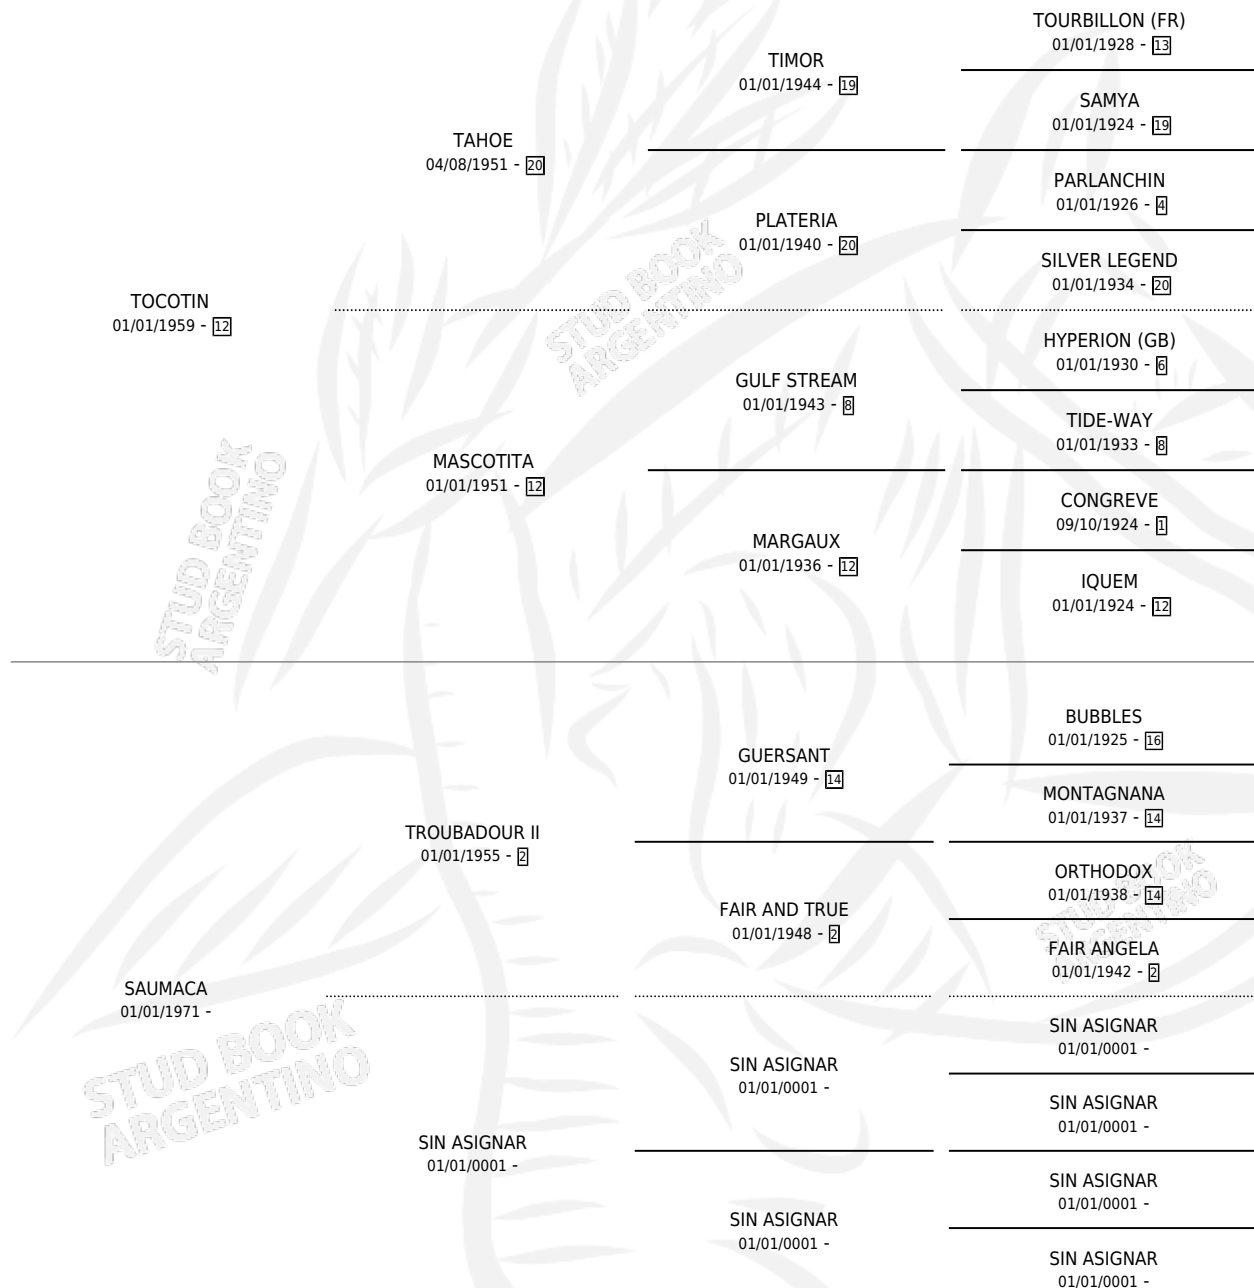 TOCOTIN
01/01/1959 - 12
TAHOE
04/08/1951 - 20
MASCOTITA
01/01/1951 - 12
TIMOR
01/01/1944 - 19
PLATERIA
01/01/1940 - 20
GULF STREAM
01/01/1943 - 8
MARGAUX
01/01/1936 - 12
TOURBILLON (FR)
01/01/1928 - 13
SAMYA
01/01/1924 - 19
PARLANCHIN
01/01/1926 - 4
SILVER LEGEND
01/01/1934 - 20
HYPERION (GB)
01/01/1930 - 6
TIDE-WAY
01/01/1933 - 8
CONGREVE
09/10/1924 - 1
IQUEM
01/01/1924 - 12
SAUMACA
01/01/1971 -
TROUBADOUR II
01/01/1955 - 2
SIN ASIGNAR
01/01/0001 -
GUERSANT
01/01/1949 - 14
FAIR AND TRUE
01/01/1948 - 2
SIN ASIGNAR
01/01/0001 -
SIN ASIGNAR
01/01/0001 -
BUBBLES
01/01/1925 - 16
MONTAGNANA
01/01/1937 - 14
ORTHODOX
01/01/1938 - 14
FAIR ANGELA
01/01/1942 - 2
SIN ASIGNAR
01/01/0001 -
SIN ASIGNAR
01/01/0001 -
SIN ASIGNAR
01/01/0001 -
SIN ASIGNAR
01/01/0001 -
STUD BOOK
ARGENTINO
STUD BOOK
ARGENTINO
STUD BOOK
ARGENTINO
STUD BOOK
ARGENTINO